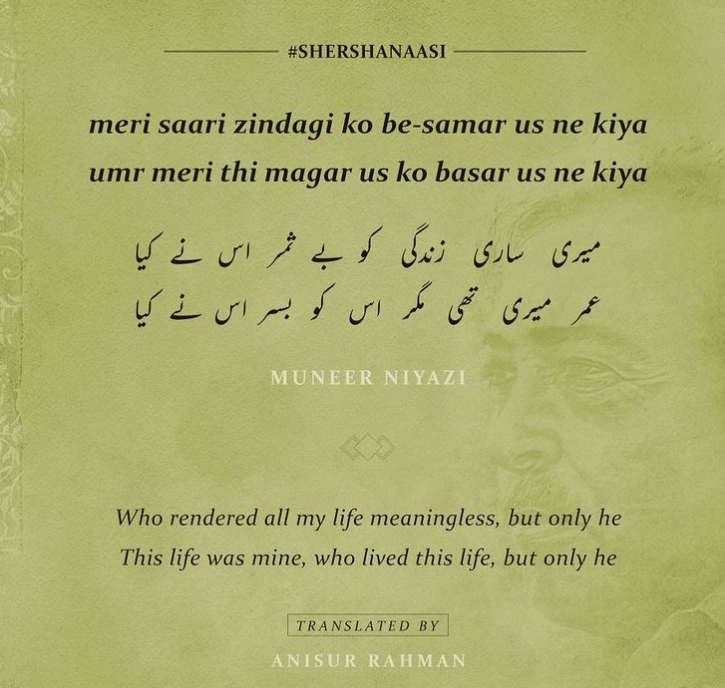 #SHERSHANAASI
meri saari zindagi ko be-samar us ne kiya
umr meri thi magar us ko basar us ne kiya
میری ساری زندگی کو بے ثمر اس نے کیا
عمر میری تھی مگر اس کو بسر اس نے کیا
MUNEER NIYAZI
Who rendered all my life meaningless, but only he
This life was mine, who lived this life, but only he
TRANSLATED BY
ANISUR RAHMAN